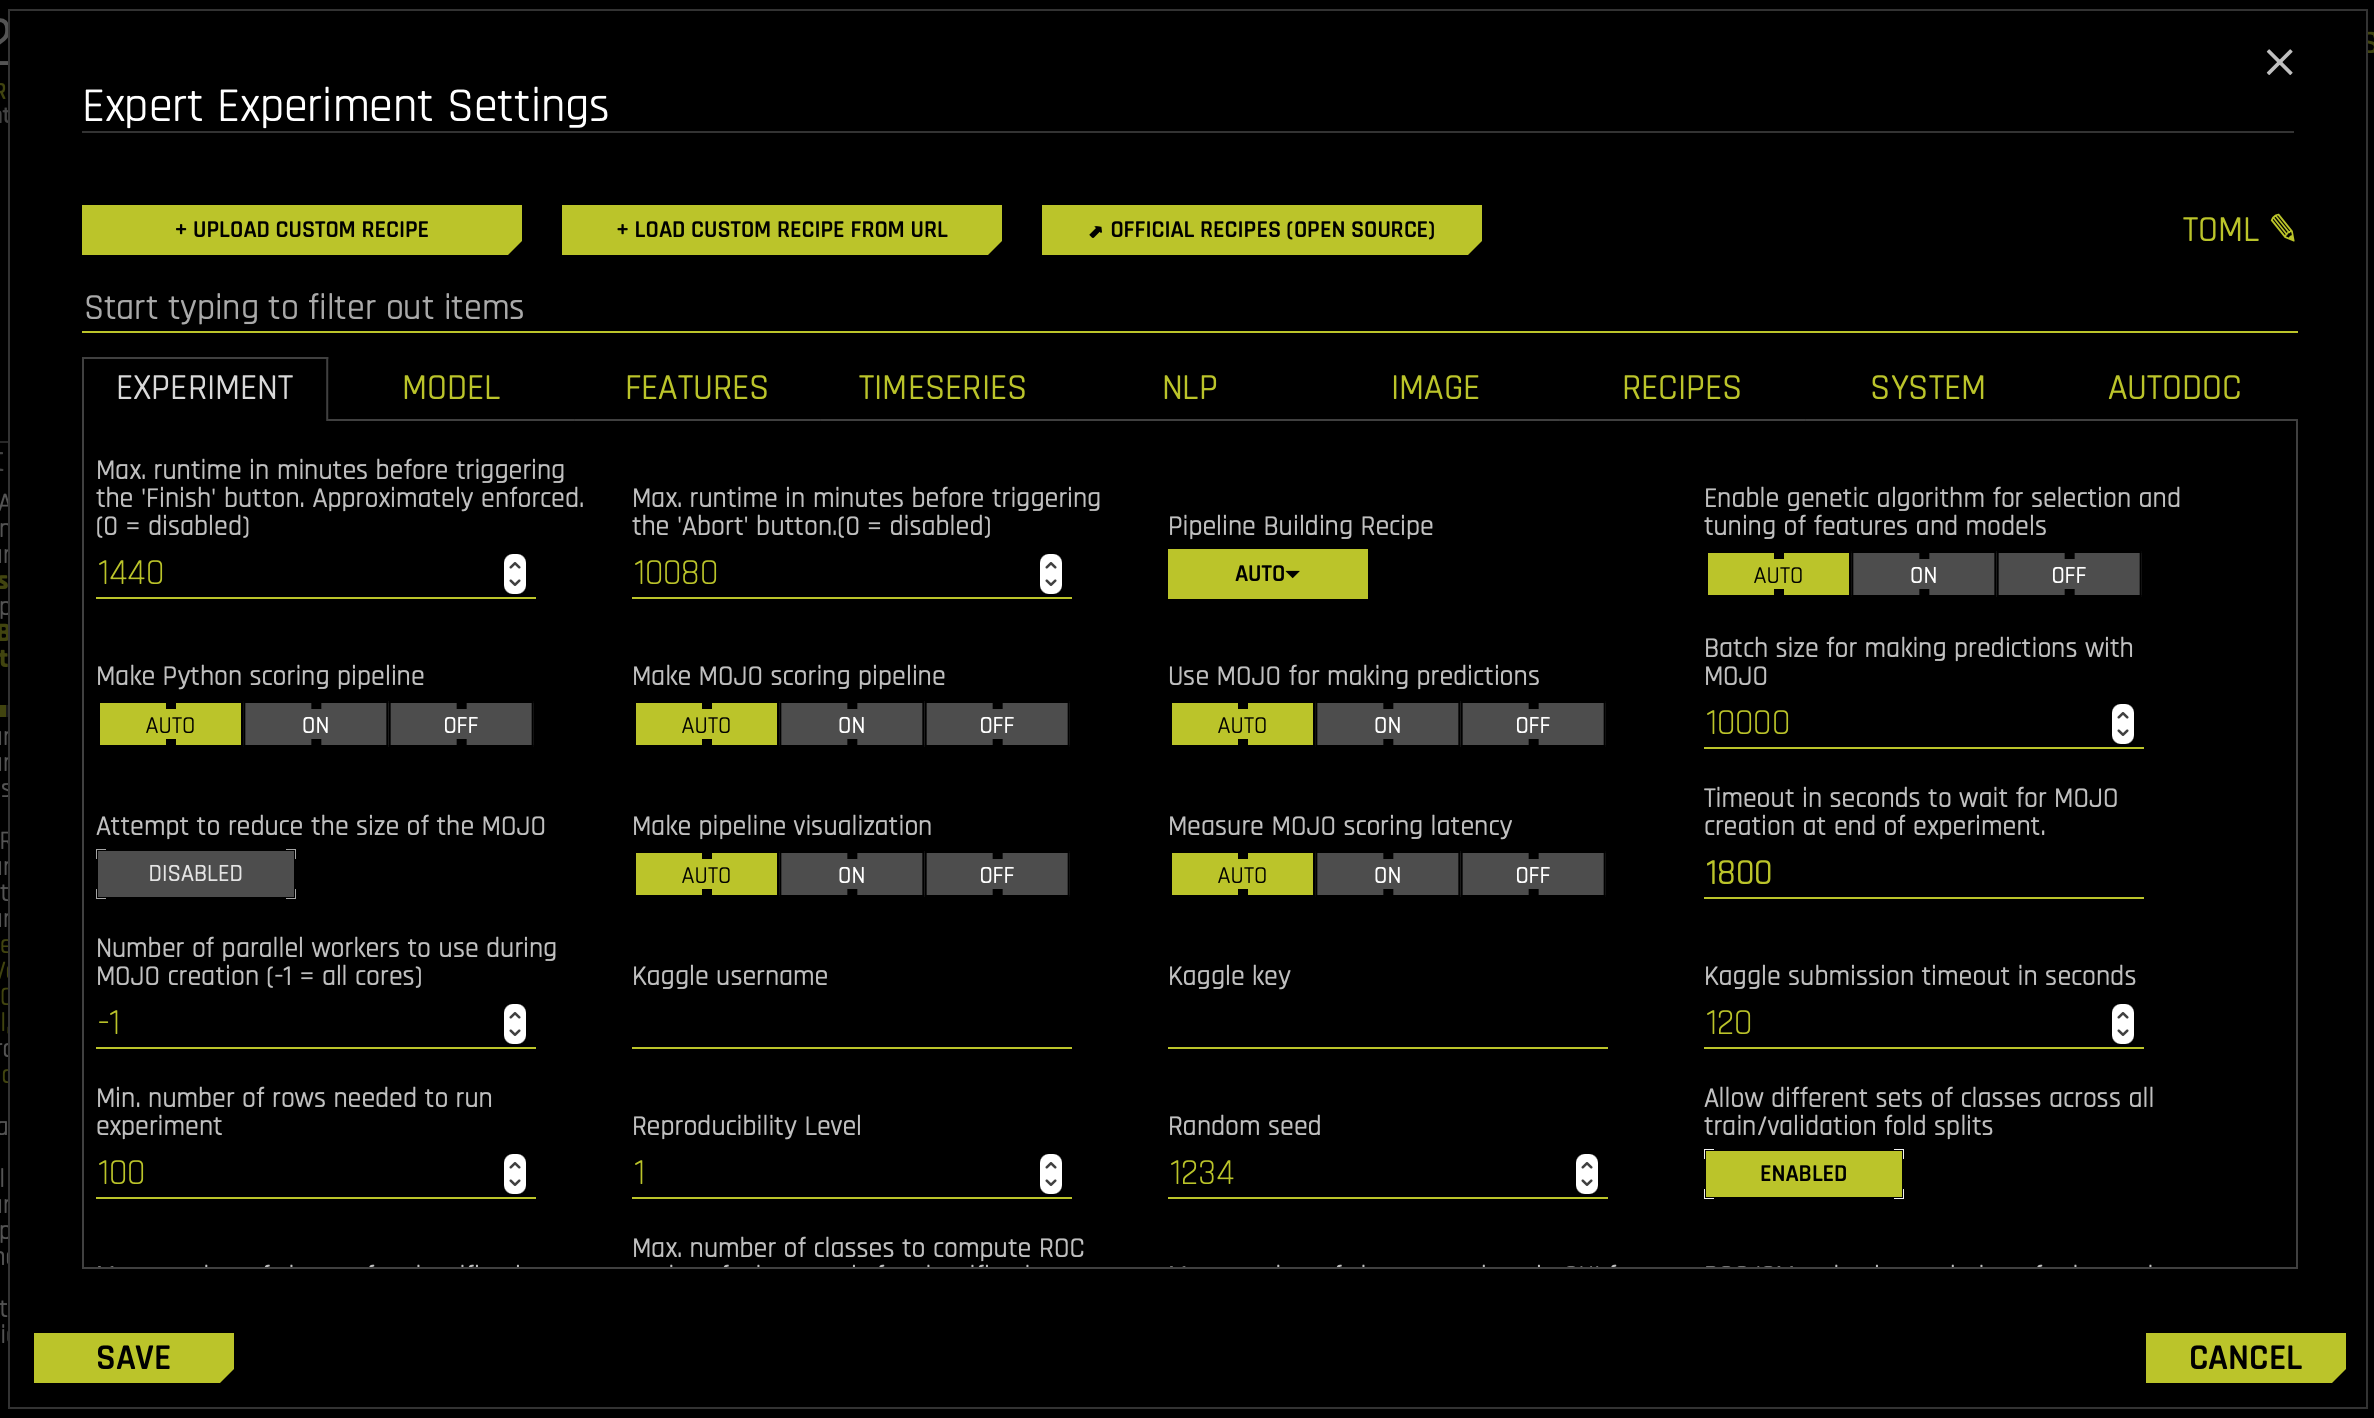 Expert Experiment Settings
+ UPLOAD CUSTOM RECIPE
+ LOAD CUSTOM RECIPE FROM URL
OFFICIAL RECIPES (OPEN SOURCE)
TOML
Start typing to filter out items
EXPERIMENT
MODEL
FEATURES
TIMESERIES
NLP
IMAGE
RECIPES
SYSTEM
AUTODOC
Max. runtime in minutes before triggering
the 'Finish' button. Approximately enforced.
(0 = disabled)
1440
Max. runtime in minutes before triggering
the 'Abort' button.(0 = disabled)
10080
Pipeline Building Recipe
AUTO
Enable genetic algorithm for selection and
tuning of features and models
AUTO ON OFF
Make Python scoring pipeline
AUTO ON OFF
Make MOJO scoring pipeline
AUTO ON OFF
Use MOJO for making predictions
AUTO ON OFF
Batch size for making predictions with
MOJO
10000
Attempt to reduce the size of the MOJO
DISABLED
Make pipeline visualization
AUTO ON OFF
Measure MOJO scoring latency
AUTO ON OFF
Timeout in seconds to wait for MOJO
creation at end of experiment.
1800
Number of parallel workers to use during
MOJO creation (-1 = all cores)
-1
Kaggle username
Kaggle key
Kaggle submission timeout in seconds
120
Min. number of rows needed to run
experiment
100
Reproducibility Level
1
Random seed
1234
Allow different sets of classes across all
train/validation fold splits
ENABLED
Max. number of classes to compute ROC
SAVE
CANCEL